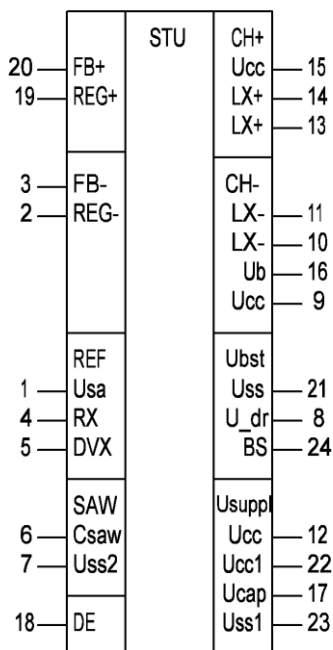 STU CH+
20 FB+ Ucc 15
19 REG+ LX+ 14
LX+ 13
3 FB- CH-
2 REG- LX- 11
LX- 10
Ub 16
Ucc 9
REF Ubst
1 Usa Uss 21
4 RX U_dr 8
5 DVX BS 24
SAW Usuppl
6 Csaw Ucc 12
7 Uss2 Ucc1 22
Ucap 17
18 DE Uss1 23